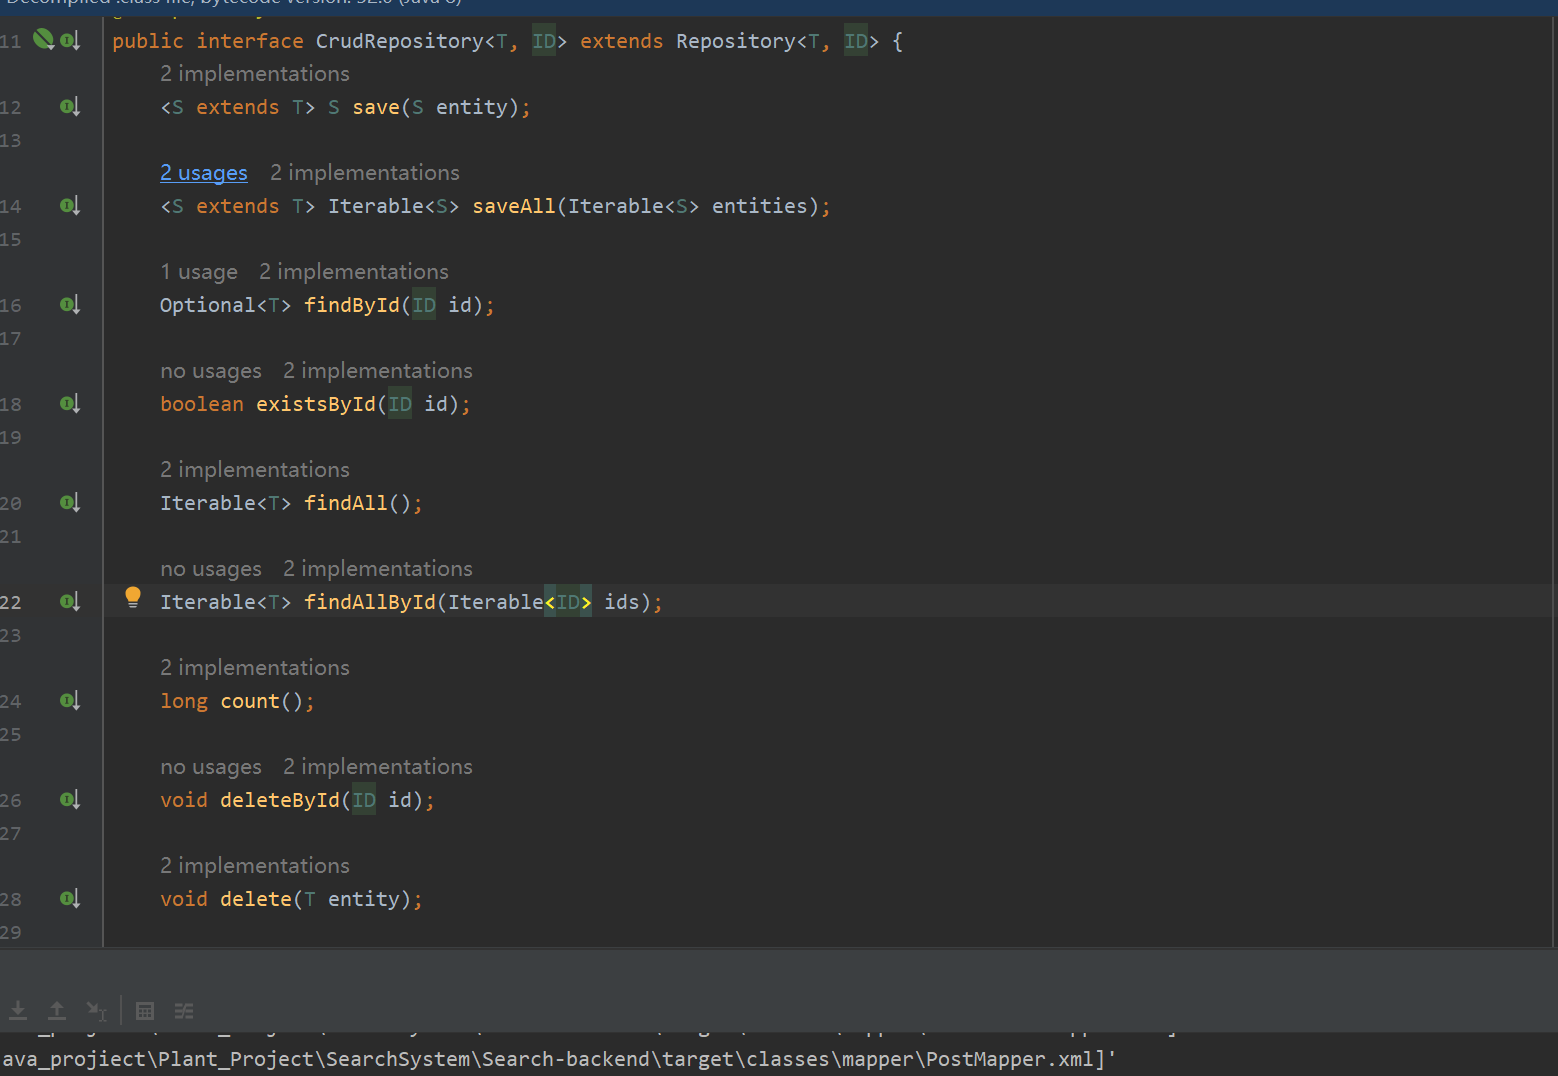 Decompiled .class file, bytecode version: 52.0 (Java 8)
11 public interface CrudRepository<T, ID> extends Repository<T, ID> {
2 implementations
12 <S extends T> S save(S entity);
13
2 usages 2 implementations
14 <S extends T> Iterable<S> saveAll(Iterable<S> entities);
15
1 usage 2 implementations
16 Optional<T> findById(ID id);
17
no usages 2 implementations
18 boolean existsById(ID id);
19
2 implementations
20 Iterable<T> findAll();
21
no usages 2 implementations
22 Iterable<T> findAllById(Iterable<ID> ids);
23
2 implementations
24 long count();
25
no usages 2 implementations
26 void deleteById(ID id);
27
2 implementations
28 void delete(T entity);
29
ava_projiect\Plant_Project\SearchSystem\Search-backend\target\classes\mapper\PostMapper.xml]'